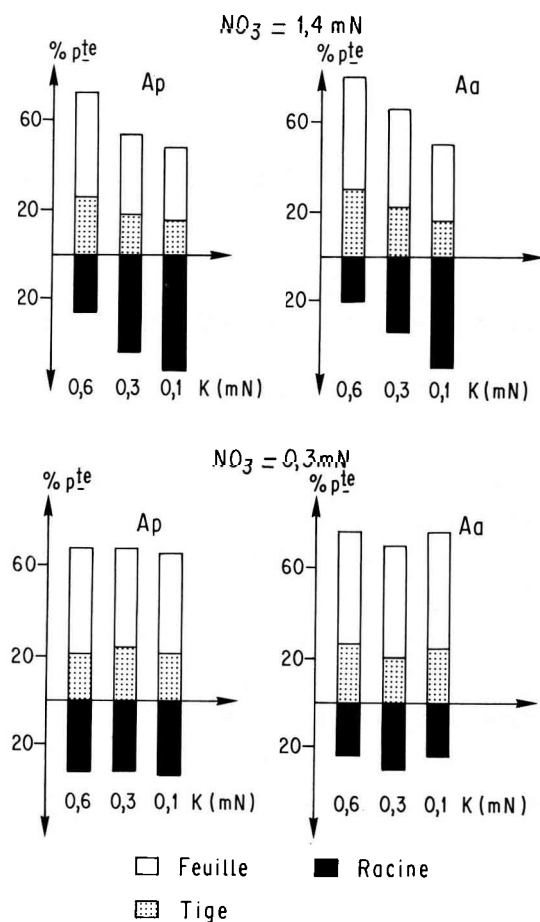 NO3 = 1,4 mN
% pte
% pte
Ap
Aa
60
60
20
20
20
20
0,6 0,3 0,1 K (mN)
0,6 0,3 0,1 K (mN)
NO3 = 0,3mN
% pte
% pte
Ap
Aa
60
60
20
20
20
20
0,6 0,3 0,1 K (mN)
0,6 0,3 0,1 K (mN)
Feuille
Racine
Tige